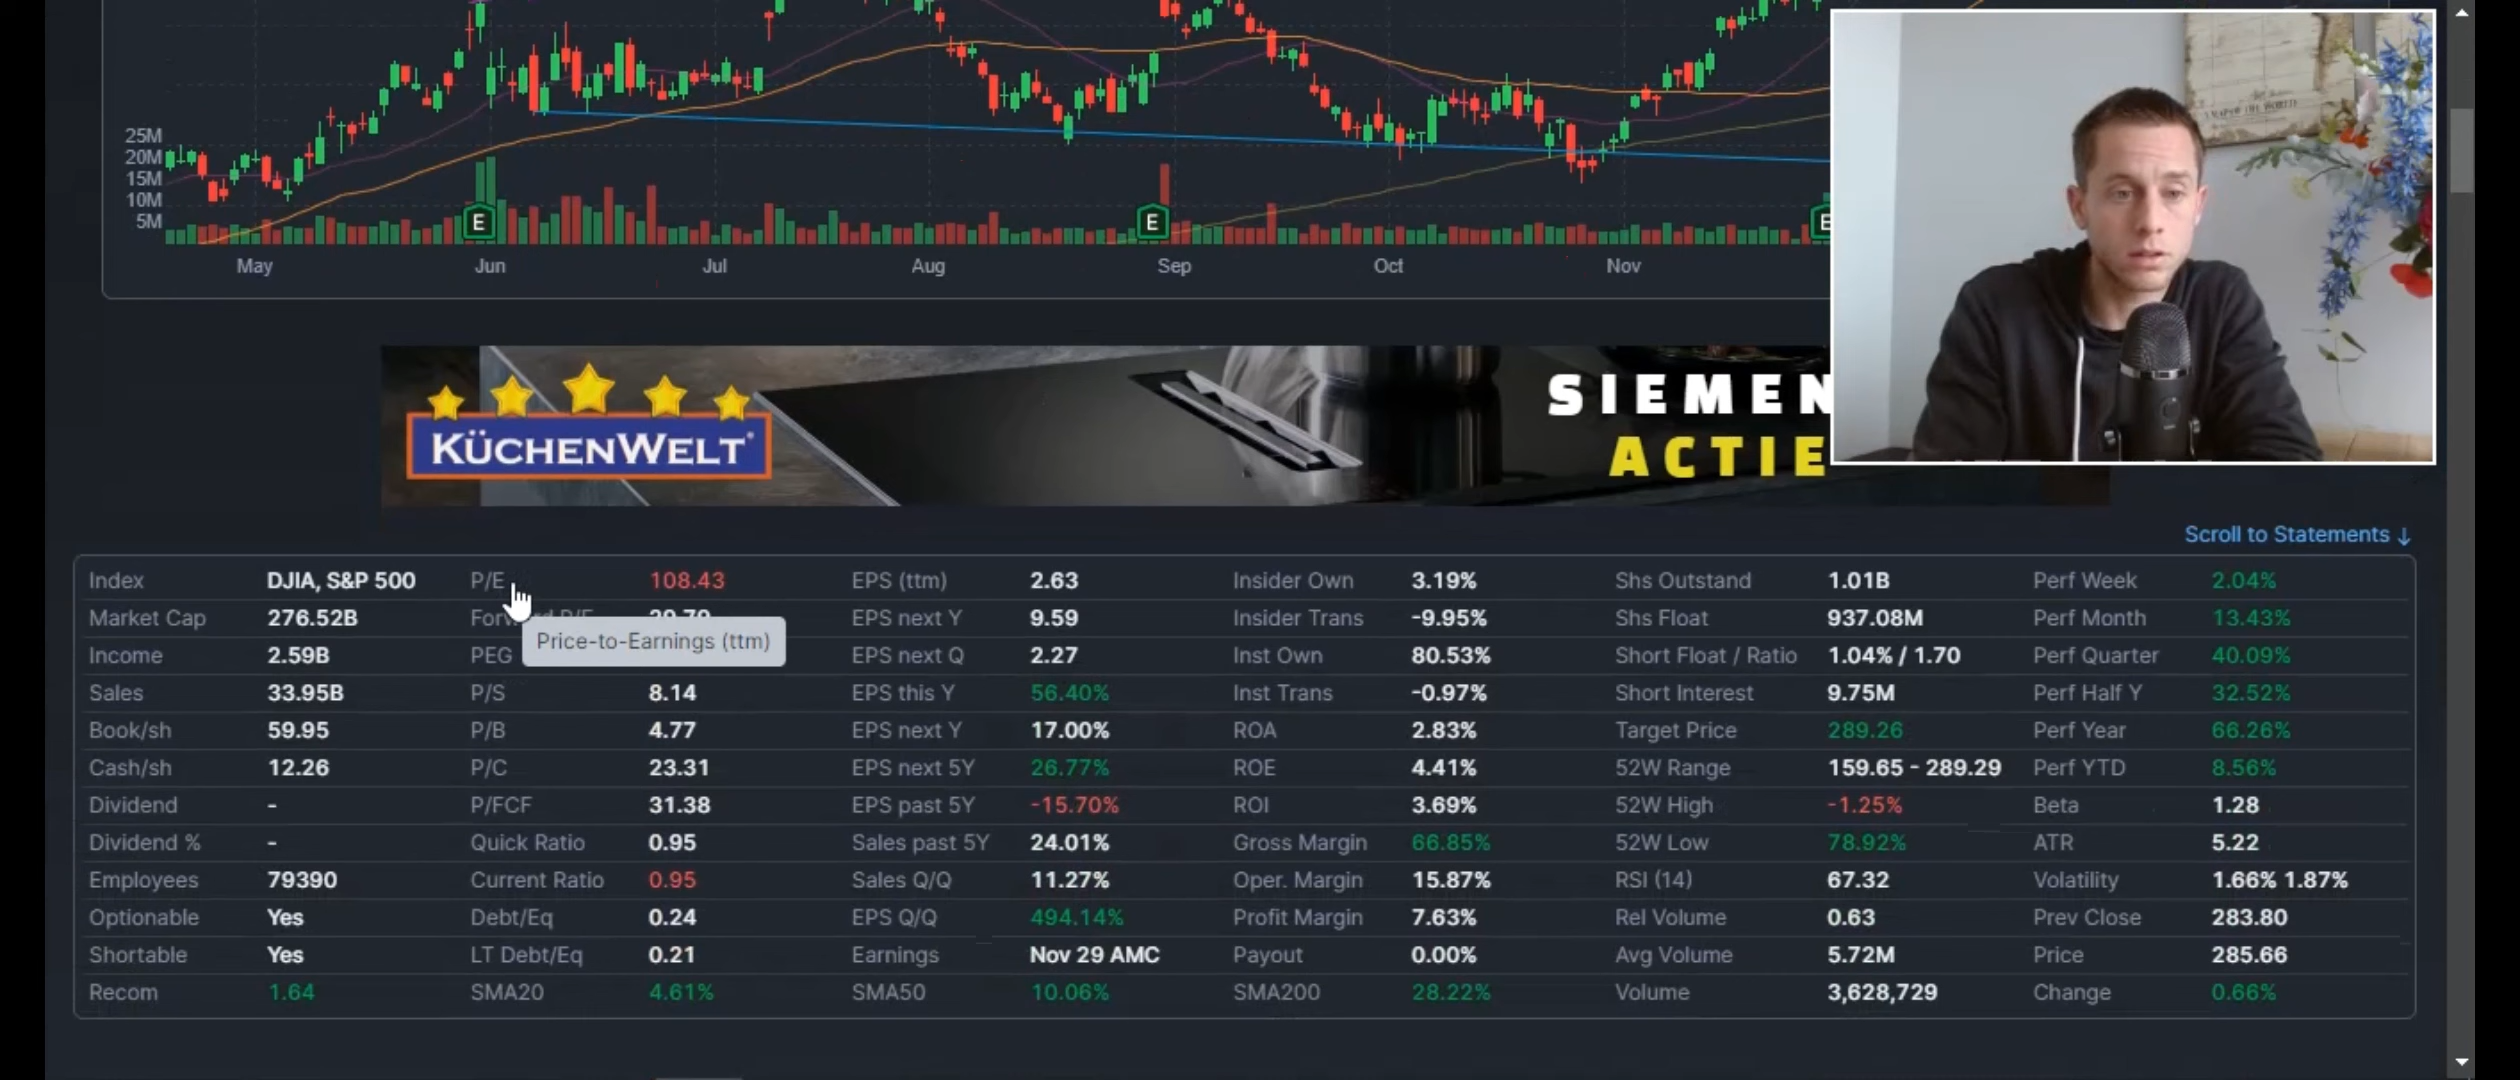 25M
20M
15M
10M
5M
E
E
E
May Jun Jul Aug Sep Oct Nov
KÜCHENWELT®
SIEMEN
ACTIE
Scroll to Statements ↓
Index DJIA, S&P 500 P/E 108.43 EPS (ttm) 2.63 Insider Own 3.19% Shs Outstand 1.01B Perf Week 2.04%
Market Cap 276.52B Forward P/E 29.79 EPS next Y 9.59 Insider Trans -9.95% Shs Float 937.08M Perf Month 13.43%
Price-to-Earnings (ttm)
Income 2.59B PEG EPS next Q 2.27 Inst Own 80.53% Short Float / Ratio 1.04% / 1.70 Perf Quarter 40.09%
Sales 33.95B P/S 8.14 EPS this Y 56.40% Inst Trans -0.97% Short Interest 9.75M Perf Half Y 32.52%
Book/sh 59.95 P/B 4.77 EPS next Y 17.00% ROA 2.83% Target Price 289.26 Perf Year 66.26%
Cash/sh 12.26 P/C 23.31 EPS next 5Y 26.77% ROE 4.41% 52W Range 159.65 - 289.29 Perf YTD 8.56%
Dividend - P/FCF 31.38 EPS past 5Y -15.70% ROI 3.69% 52W High -1.25% Beta 1.28
Dividend % - Quick Ratio 0.95 Sales past 5Y 24.01% Gross Margin 66.85% 52W Low 78.92% ATR 5.22
Employees 79390 Current Ratio 0.95 Sales Q/Q 11.27% Oper. Margin 15.87% RSI (14) 67.32 Volatility 1.66% 1.87%
Optionable Yes Debt/Eq 0.24 EPS Q/Q 494.14% Profit Margin 7.63% Rel Volume 0.63 Prev Close 283.80
Shortable Yes LT Debt/Eq 0.21 Earnings Nov 29 AMC Payout 0.00% Avg Volume 5.72M Price 285.66
Recom 1.64 SMA20 4.61% SMA50 10.06% SMA200 28.22% Volume 3,628,729 Change 0.66%